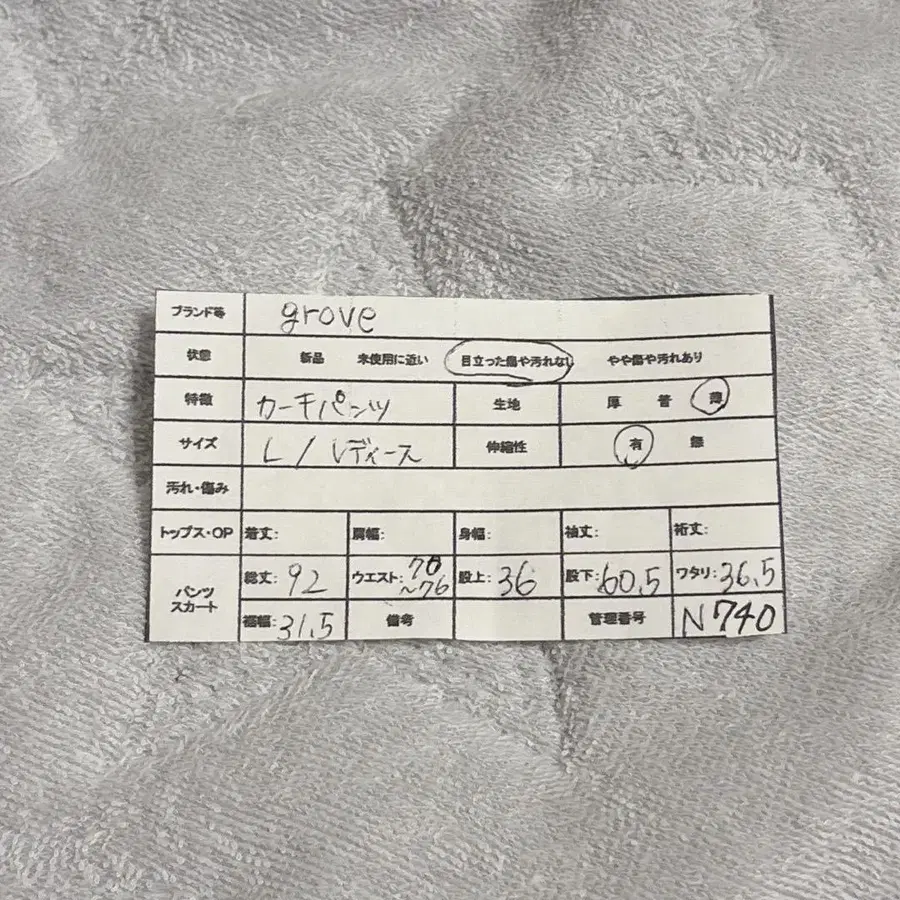 ブランド等 grove
状態 新品 未使用に近い 目立った傷や汚れなし やや傷や汚れあり
特徴 カーキパンツ 生地 厚 普 薄
サイズ L / レディース 伸縮性 有 無
汚れ・傷み
トップス・OP 着丈: 肩幅: 身幅: 袖丈: 裄丈:
パンツ スカート 総丈: 92 ウエスト: 70～76 股上: 36 股下: 60.5 ワタリ: 36.5
裾幅: 31.5 備考 管理番号 N740